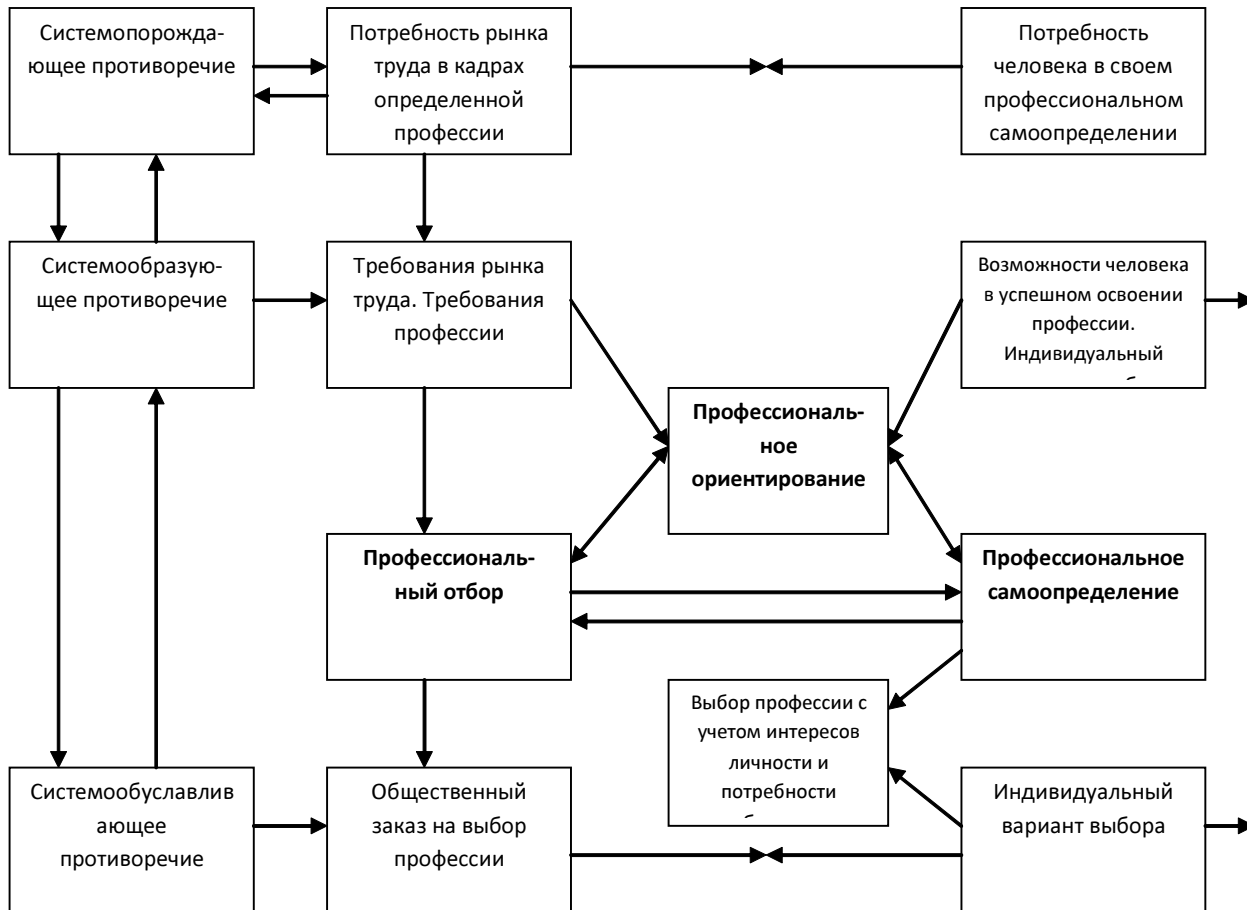 Системопорожда-
ющее противоречие
Потребность рынка
труда в кадрах
определенной
профессии
Потребность
человека в своем
профессиональном
самоопределении
Системообразую-
щее противоречие
Требования рынка
труда. Требования
профессии
Возможности человека
в успешном освоении
профессии.
Индивидуальный
Профессиональ-
ное
ориентирование
Профессиональ-
ный отбор
Профессиональное
самоопределение
Выбор профессии с
учетом интересов
личности и
потребности
Системообуславлив
ающее
противоречие
Общественный
заказ на выбор
профессии
Индивидуальный
вариант выбора